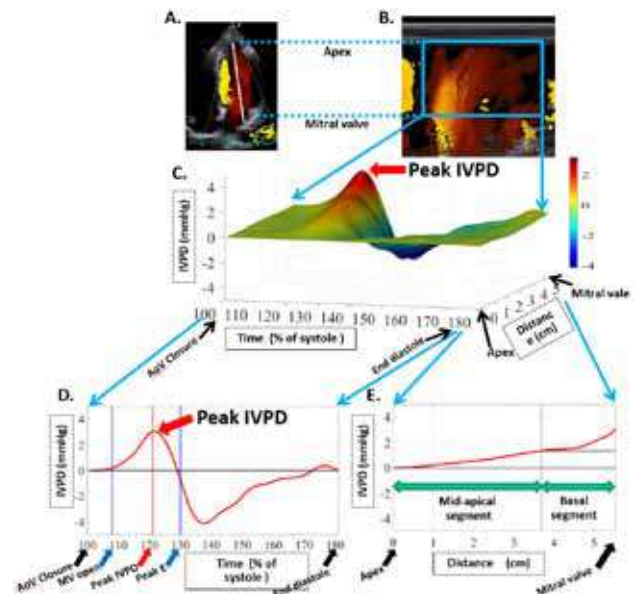 A.
B.
Apex
Mitral valve
C.
Peak IVPD
IVPD (mmHg)
4
2
0
-2
-4
2
0
-2
-4
100
110
120
130
140
150
160
170
180
0
1
2
3
4
5
AoV Closure
Time (% of systole)
End diastole
Apex
Distanc
e (cm)
Mitral vale
D.
Peak IVPD
IVPD (mmHg)
4
2
0
-2
-4
100
110
120
130
140
150
160
170
180
AoV Closure
MV open
Peak IVPD
Peak E
Time (% of
systole)
End diastole
E.
IVPD (mmHg)
4
2
0
-2
-4
Mid-apical
segment
Basal
segment
0
1
2
3
4
5
Apex
Distance (cm)
Mitral valve